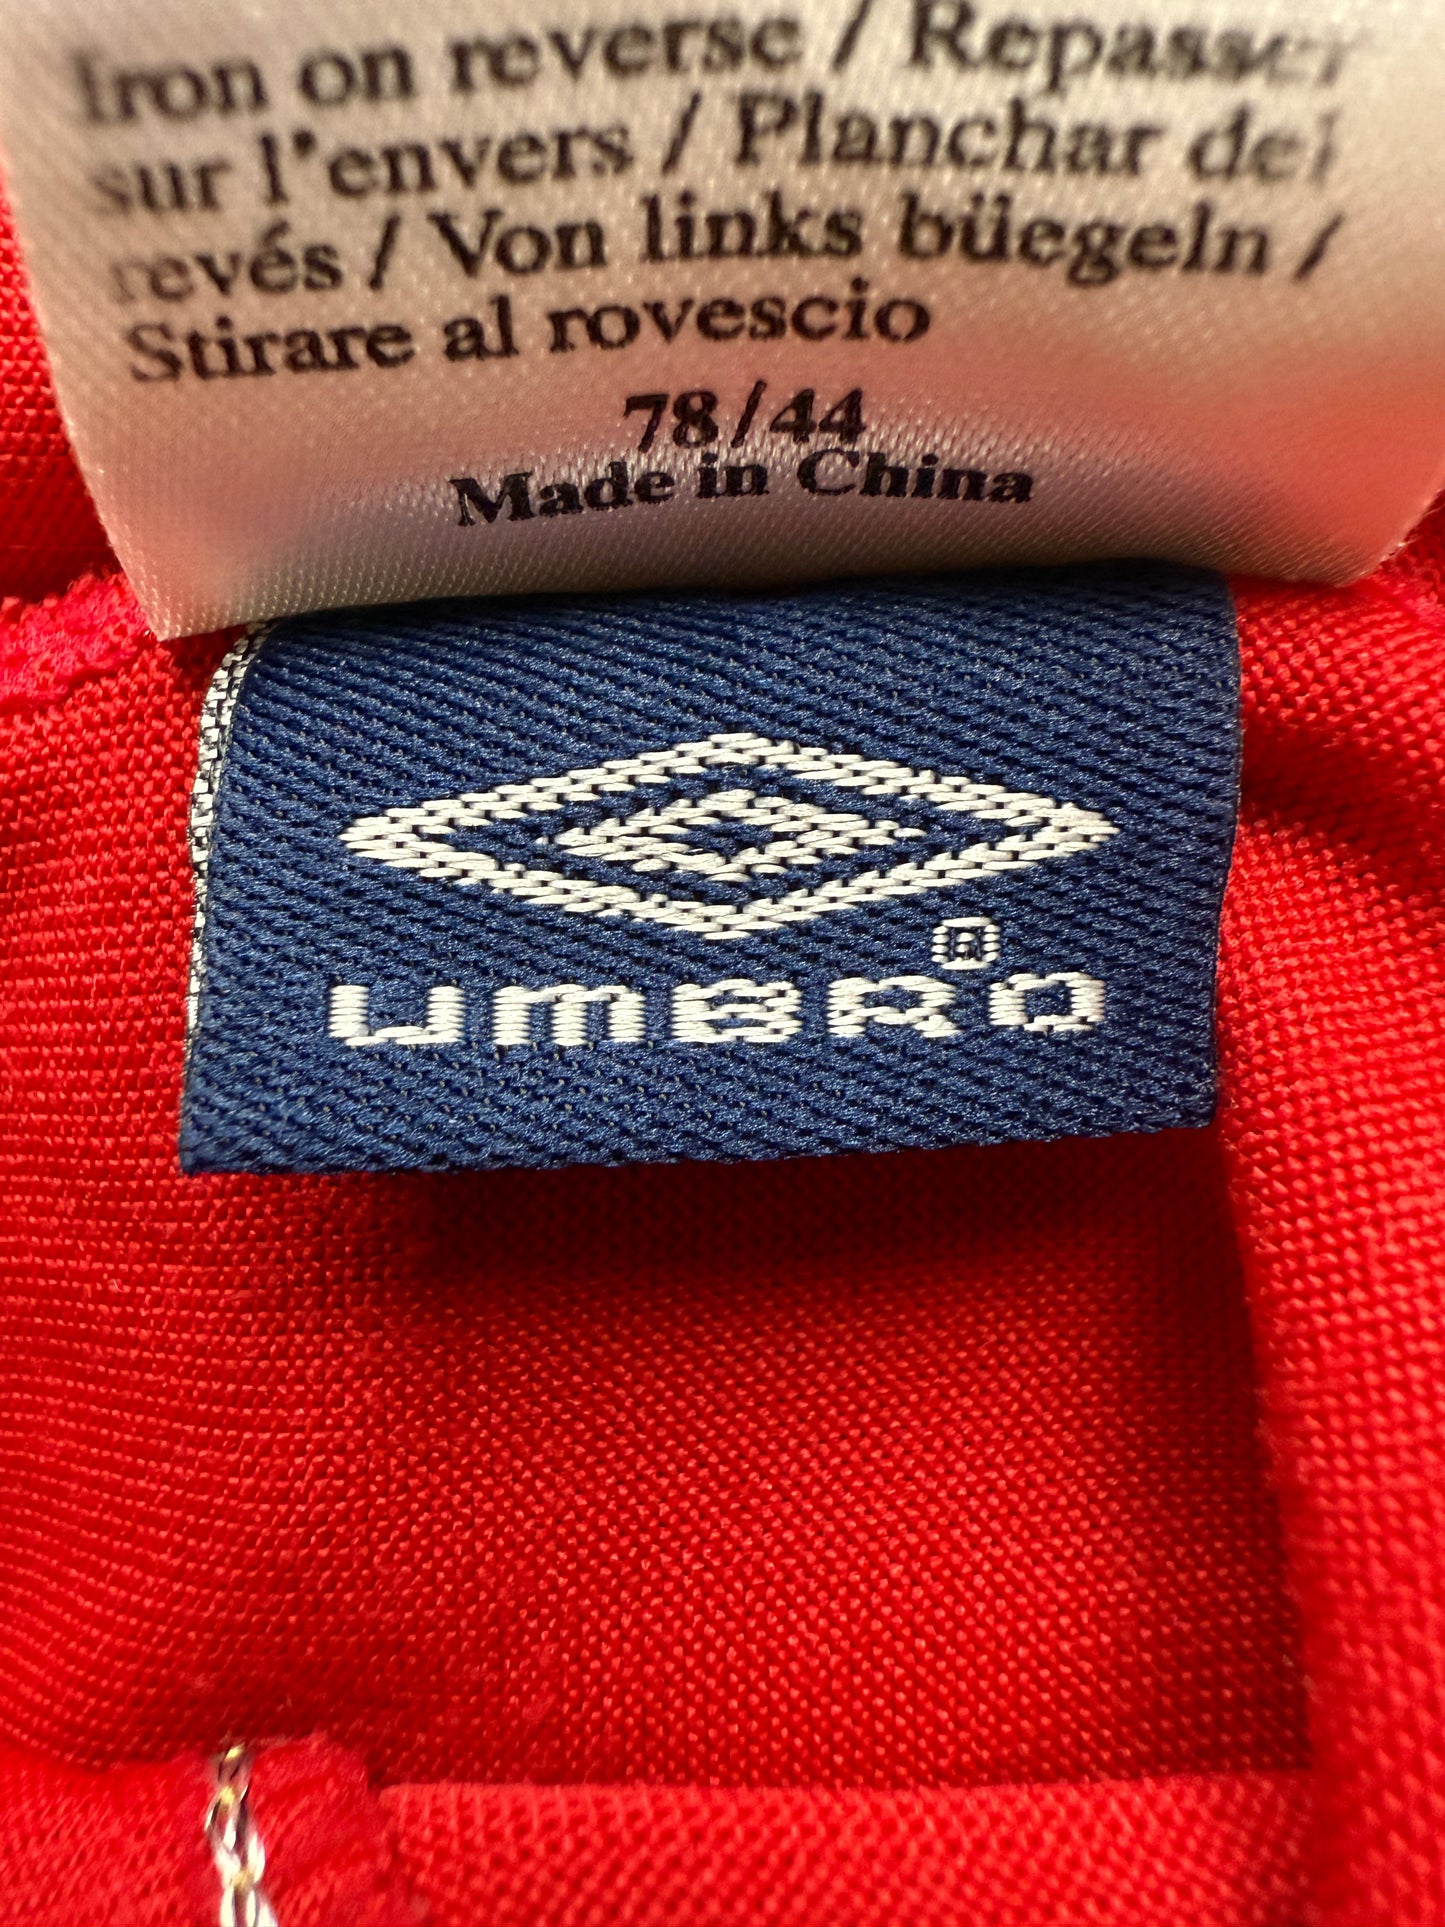 Iron on reverse / Repasser
sur l'envers / Planchar del
revés / Von links büegeln /
Stirare al rovescio
78/44
Made in China
®
UMBRO